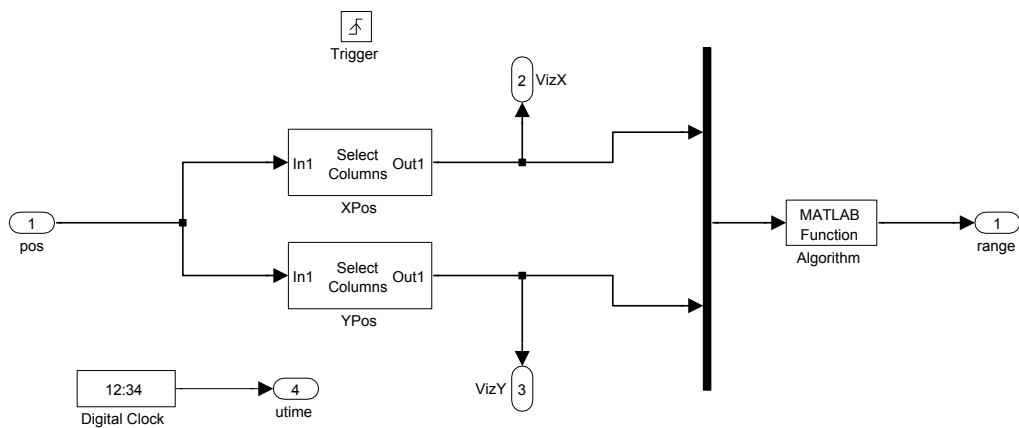 Trigger
2
VizX
In1
Select
Columns
Out1
XPos
1
pos
MATLAB
Function
Algorithm
1
range
In1
Select
Columns
Out1
YPos
12:34
Digital Clock
4
utime
VizY
3